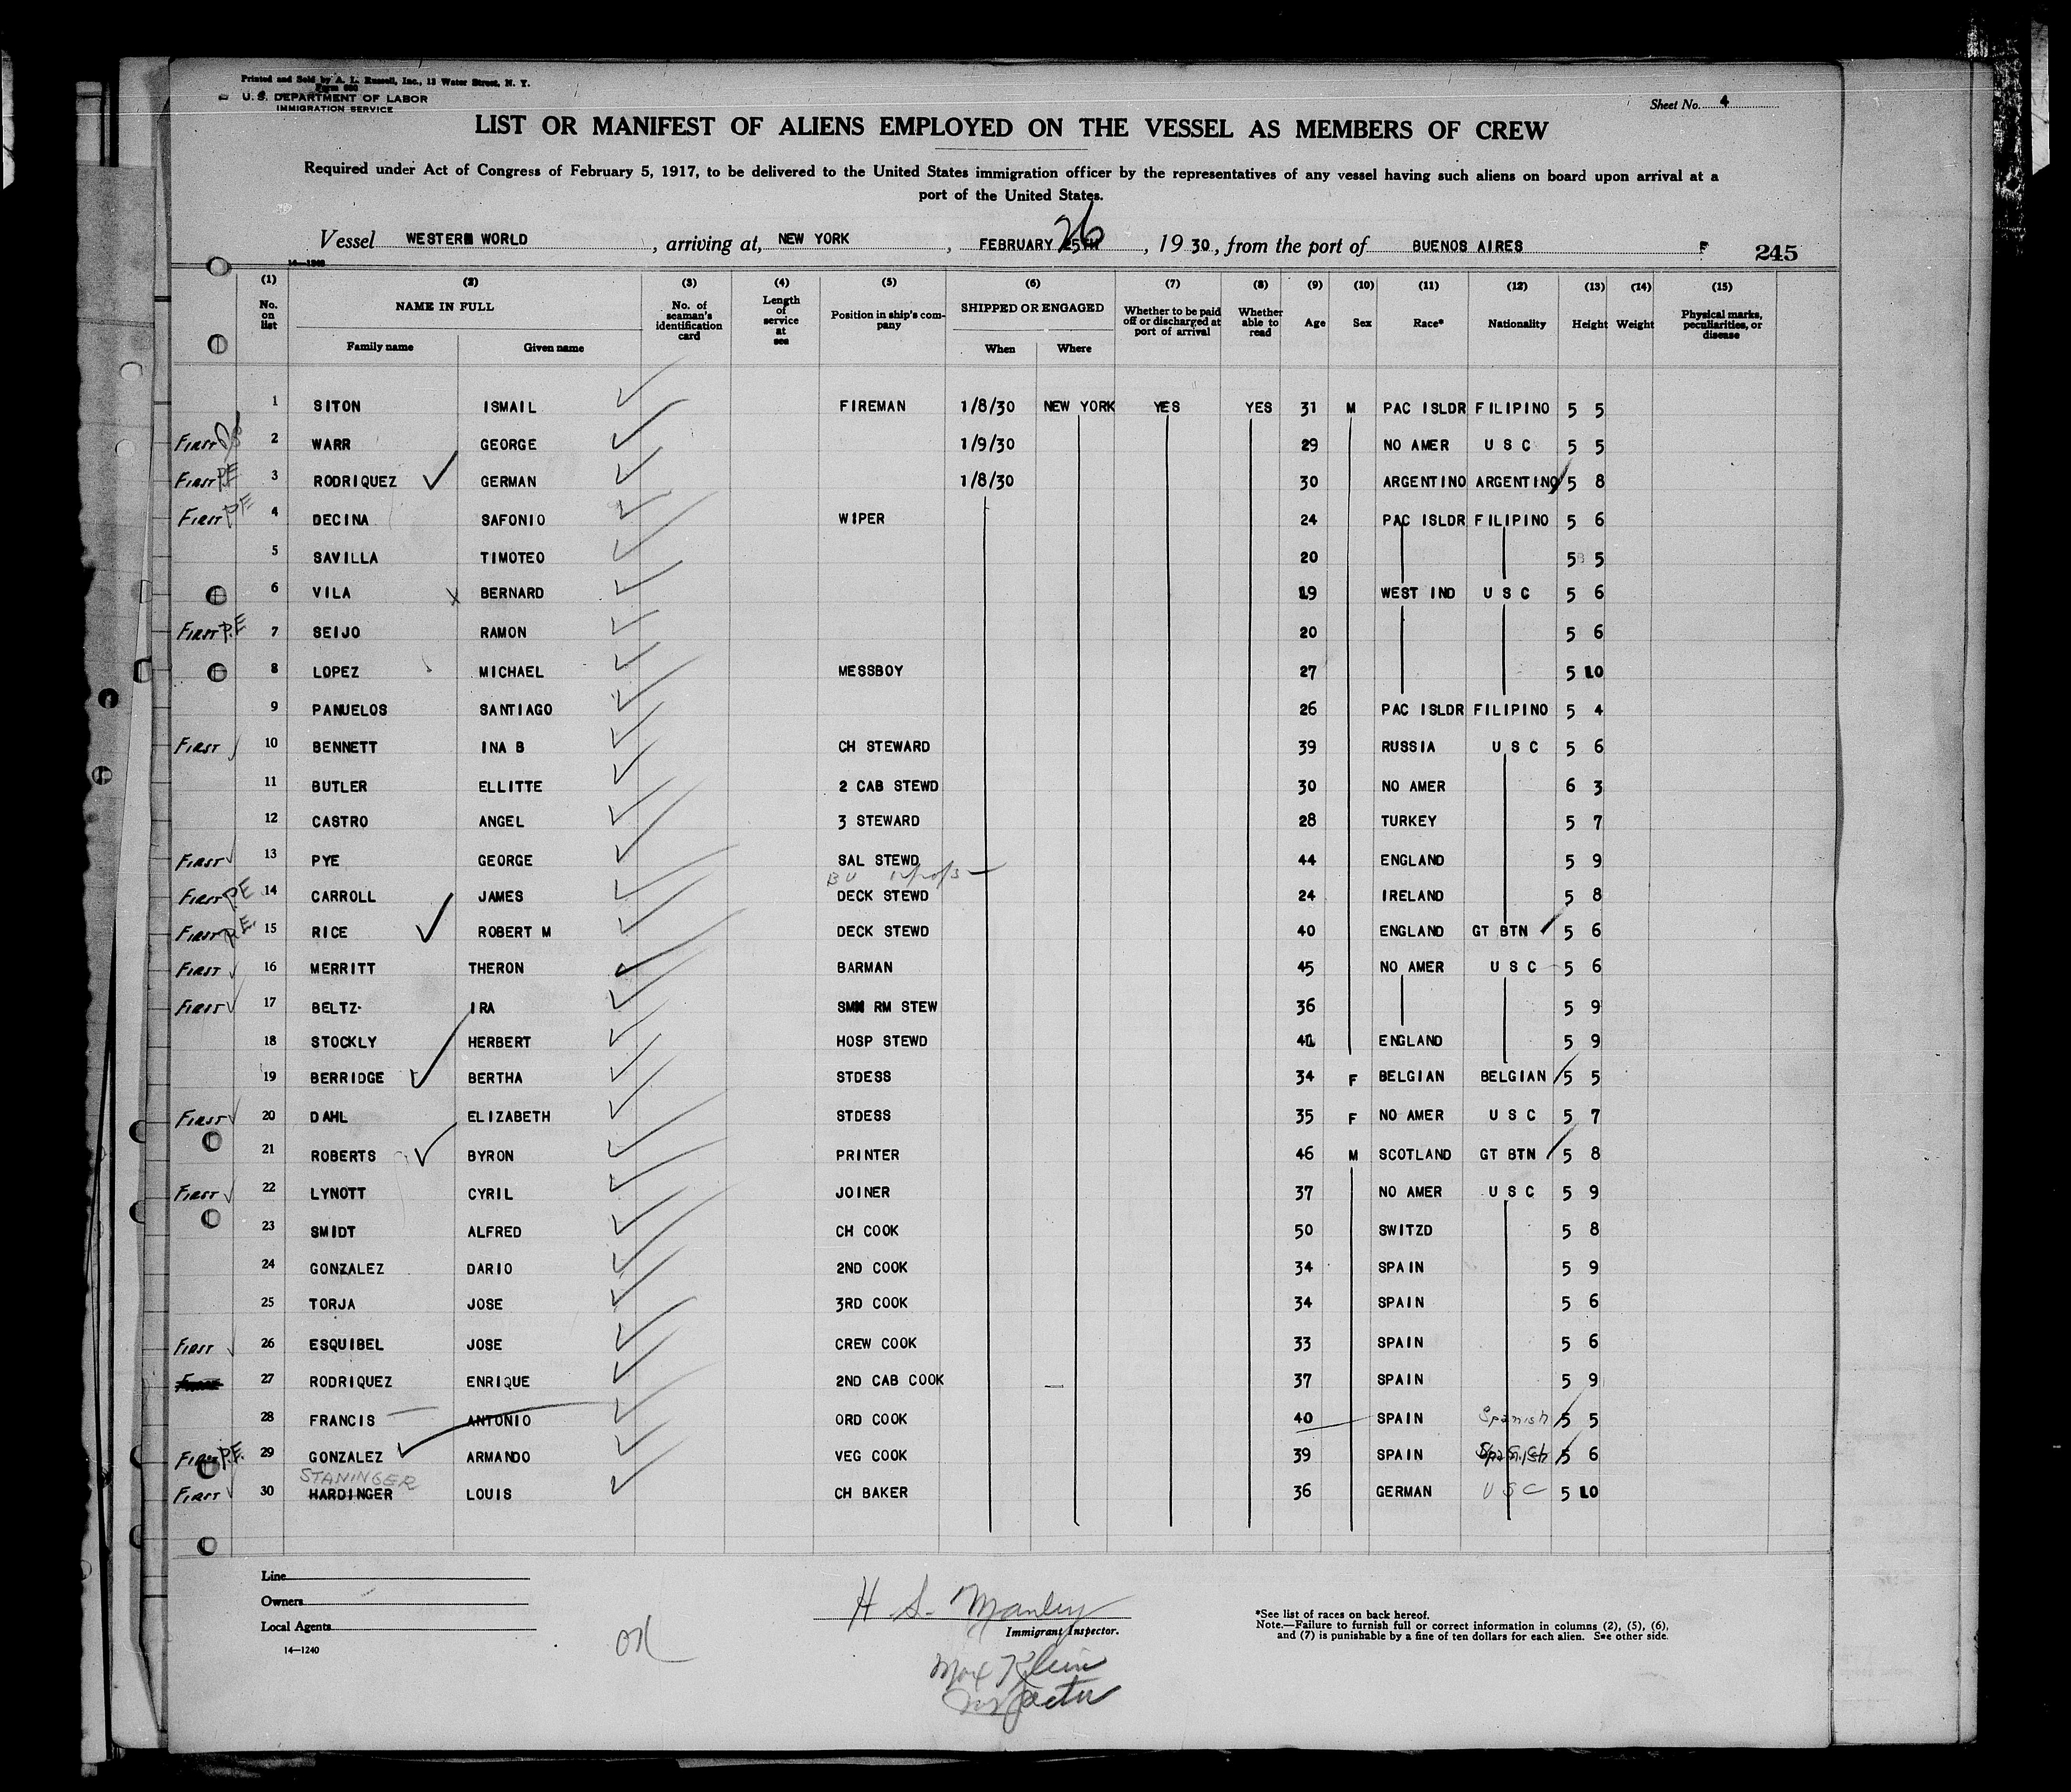 Printed and Sold by A. L. Russell, Inc., 13 Water Street, N. Y.
Form 680
U. S. DEPARTMENT OF LABOR
IMMIGRATION SERVICE
Sheet No. 4
LIST OR MANIFEST OF ALIENS EMPLOYED ON THE VESSEL AS MEMBERS OF CREW
Required under Act of Congress of February 5, 1917, to be delivered to the United States immigration officer by the representatives of any vessel having such aliens on board upon arrival at a
port of the United States.
Vessel WESTERN WORLD, arriving at, NEW YORK, FEBRUARY 25TH 26, 19 30, from the port of BUENOS AIRES F 245
14—1240
(1) (2) (3) (4) (5) (6) (7) (8) (9) (10) (11) (12) (13) (14) (15)
No. on list NAME IN FULL Family name Given name No. of seaman's identification card Length of service at sea Position in ship's company SHIPPED OR ENGAGED When Where Whether to be paid off or discharged at port of arrival Whether able to read Age Sex Race* Nationality Height Weight Physical marks, peculiarities, or disease
1 SITON ISMAIL FIREMAN 1/8/30 NEW YORK YES YES 31 M PAC ISLDR FILIPINO 5 5
First 2 WARR GEORGE 1/9/30 29 NO AMER U S C 5 5
First P.E 3 RODRIQUEZ GERMAN 1/8/30 30 ARGENTINO ARGENTINO 5 8
First P.E 4 DECINA SAFONIO WIPER 24 PAC ISLDR FILIPINO 5 6
5 SAVILLA TIMOTEO 20 5 5
6 VILA X BERNARD 19 WEST IND U S C 5 6
First P.E 7 SEIJO RAMON 20 5 6
8 LOPEZ MICHAEL MESSBOY 27 5 10
9 PANUELOS SANTIAGO 26 PAC ISLDR FILIPINO 5 4
First 10 BENNETT INA B CH STEWARD 39 RUSSIA U S C 5 6
11 BUTLER ELLITTE 2 CAB STEWD 30 NO AMER 6 3
12 CASTRO ANGEL 3 STEWARD 28 TURKEY 5 7
First 13 PYE GEORGE SAL STEWD 44 ENGLAND 5 9
First P.E 14 CARROLL JAMES DECK STEWD 24 IRELAND 5 8
First P.E. 15 RICE ROBERT M DECK STEWD 40 ENGLAND GT BTN 5 6
First 16 MERRITT THERON BARMAN 45 NO AMER U S C 5 6
First 17 BELTZ IRA SMN RM STEW 36 5 9
18 STOCKLY HERBERT HOSP STEWD ENGLAND 5 9
19 BERRIDGE BERTHA STDESS 34 F BELGIAN BELGIAN 5 5
First 20 DAHL ELIZABETH STDESS 35 F NO AMER U S C 5 7
21 ROBERTS BYRON PRINTER 46 M SCOTLAND GT BTN 5 8
First 22 LYNOTT CYRIL JOINER 37 NO AMER U S C 5 9
23 SMIDT ALFRED CH COOK 50 SWITZD 5 8
24 GONZALEZ DARIO 2ND COOK 34 SPAIN 5 9
25 TORJA JOSE 3RD COOK 34 SPAIN 5 6
First 26 ESQUIBEL JOSE CREW COOK 33 SPAIN 5 6
27 RODRIQUEZ ENRIQUE 2ND CAB COOK 37 SPAIN 5 9
28 FRANCIS ANTONIO ORD COOK 40 SPAIN Spanish 5 5
First P.E. 29 GONZALEZ ARMANDO VEG COOK 39 SPAIN Spanish 5 6
STANINGER
First 30 HARDINGER LOUIS CH BAKER 36 GERMAN U S C 5 10
Line
Owners
Local Agents
14—1240
OK
H. S. Manley
Immigrant Inspector.
Max Klein
Inspector
*See list of races on back hereof.
Note.—Failure to furnish full or correct information in columns (2), (5), (6),
and (7) is punishable by a fine of ten dollars for each alien. See other side.